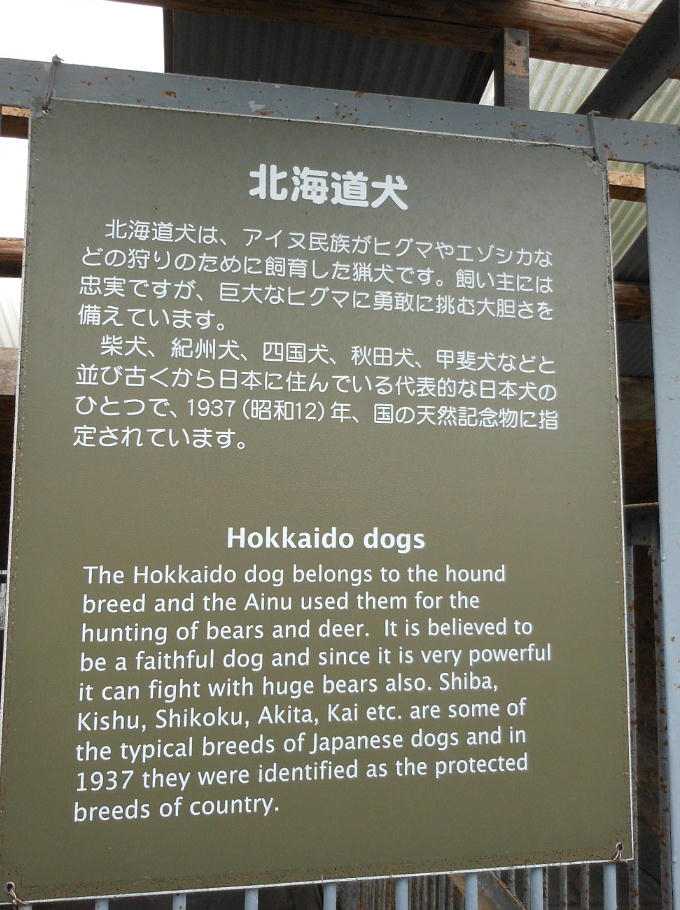 北海道犬
北海道犬は、アイヌ民族がヒグマやエゾシカな
どの狩りのために飼育した猟犬です。飼い主には
忠実ですが、巨大なヒグマに勇敢に挑む大胆さを
備えています。
柴犬、紀州犬、四国犬、秋田犬、甲斐犬などと
並び古くから日本に住んでいる代表的な日本犬の
ひとつで、1937（昭和12）年、国の天然記念物に指
定されています。
Hokkaido dogs
The Hokkaido dog belongs to the hound
breed and the Ainu used them for the
hunting of bears and deer. It is believed to
be a faithful dog and since it is very powerful
it can fight with huge bears also. Shiba,
Kishu, Shikoku, Akita, Kai etc. are some of
the typical breeds of Japanese dogs and in
1937 they were identified as the protected
breeds of country.